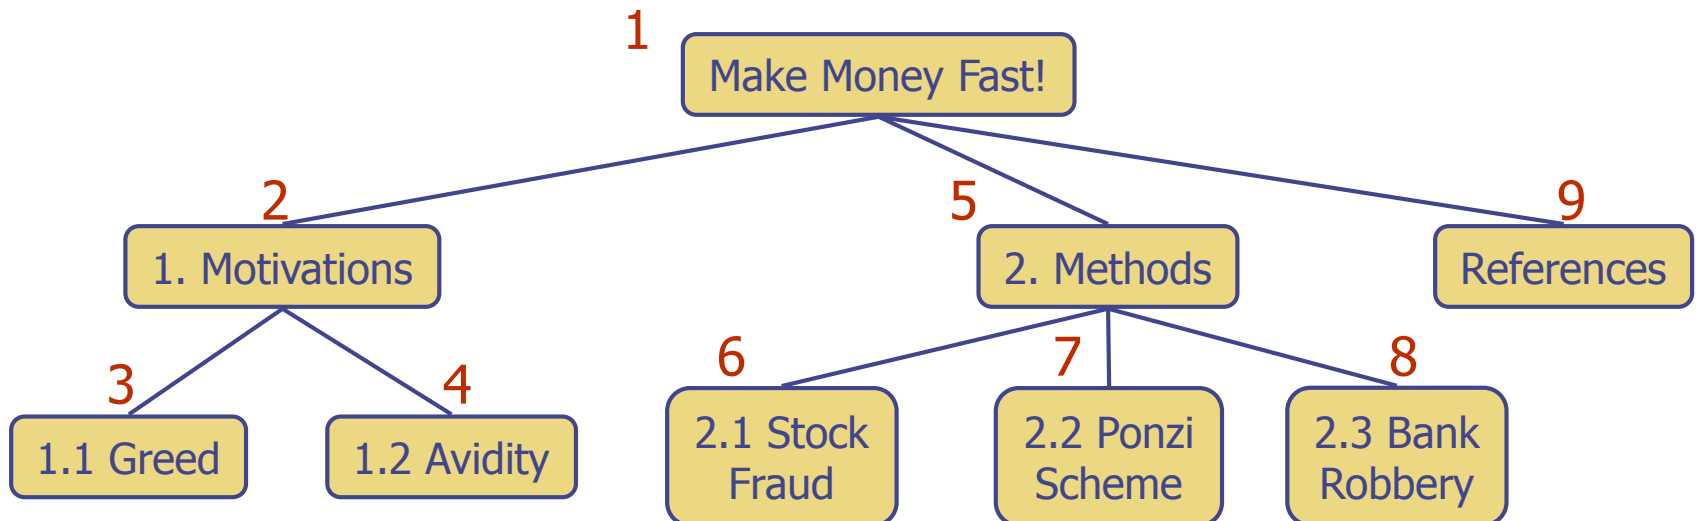 1
Make Money Fast!
2
5
9
1. Motivations
2. Methods
References
3
4
6
7
8
1.1 Greed
1.2 Avidity
2.1 Stock
Fraud
2.2 Ponzi
Scheme
2.3 Bank
Robbery